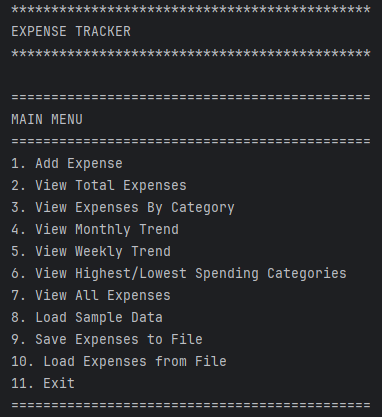 *********************************************
EXPENSE TRACKER
*********************************************
=============================================
MAIN MENU
=============================================
1. Add Expense
2. View Total Expenses
3. View Expenses By Category
4. View Monthly Trend
5. View Weekly Trend
6. View Highest/Lowest Spending Categories
7. View All Expenses
8. Load Sample Data
9. Save Expenses to File
10. Load Expenses from File
11. Exit
=============================================